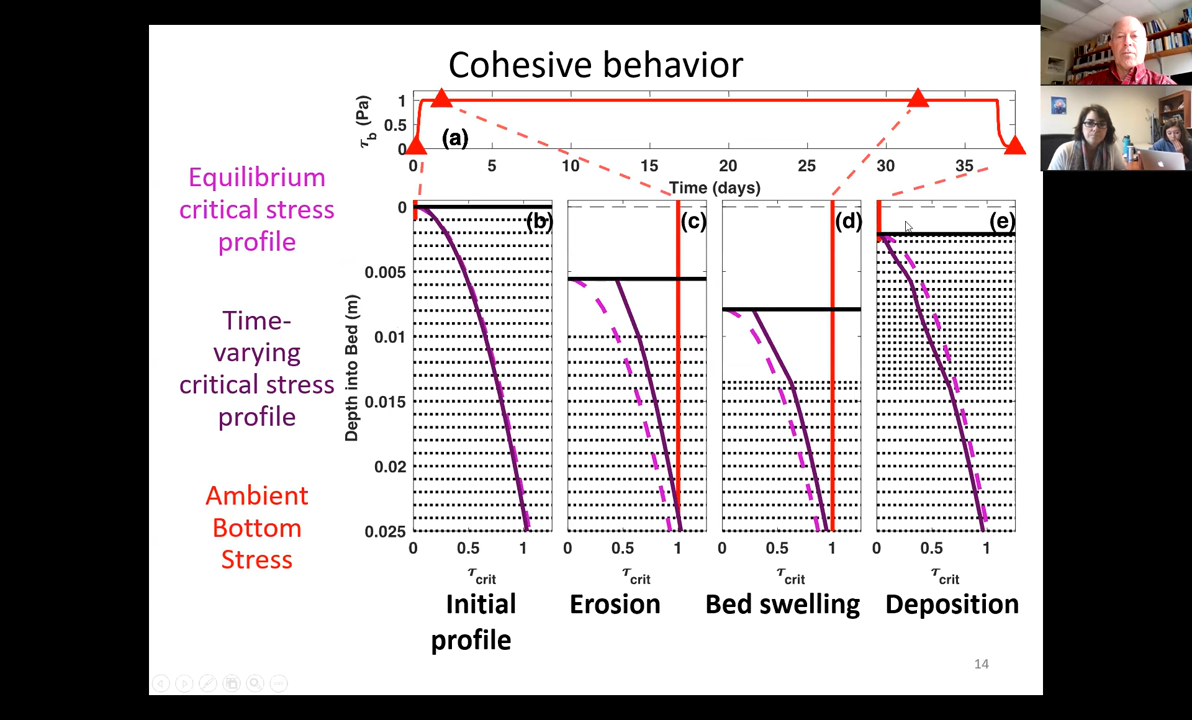 Cohesive behavior
τb (Pa)
1
0.5
0
(a)
0 5 10 15 20 25 30 35
Time (days)
Equilibrium
critical stress
profile
Time-
varying
critical stress
profile
Ambient
Bottom
Stress
Depth into Bed (m)
0
0.005
0.01
0.015
0.02
0.025
(b)
(c)
(d)
(e)
0 0.5 1
0 0.5 1
0 0.5 1
0 0.5 1
τcrit
τcrit
τcrit
τcrit
Initial
profile
Erosion
Bed swelling
Deposition
14